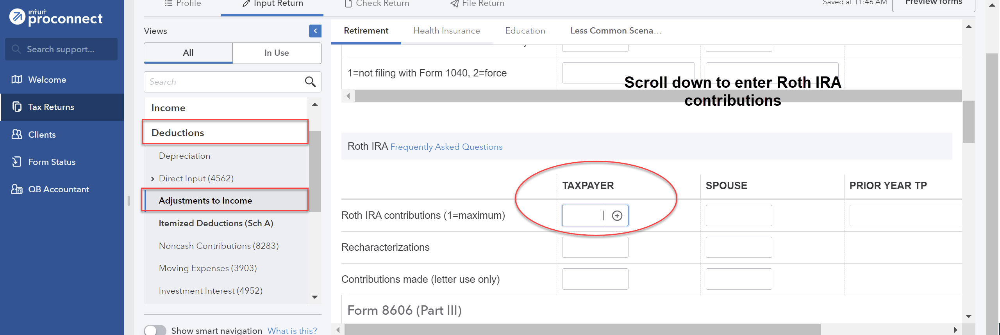 intuit
proconnect
Search support...
Welcome
Tax Returns
Clients
Form Status
QB Accountant
Profile
Input Return
Check Return
File Return
Saved at 11:46 AM
Preview forms
Views
All
In Use
Search
Income
Deductions
Depreciation
Direct Input (4562)
Adjustments to Income
Itemized Deductions (Sch A)
Noncash Contributions (8283)
Moving Expenses (3903)
Investment Interest (4952)
Show smart navigation What is this?
Retirement
Health Insurance
Education
Less Common Scena...
1=not filing with Form 1040, 2=force
Scroll down to enter Roth IRA
contributions
Roth IRA Frequently Asked Questions
TAXPAYER
SPOUSE
PRIOR YEAR TP
Roth IRA contributions (1=maximum)
Recharacterizations
Contributions made (letter use only)
Form 8606 (Part III)